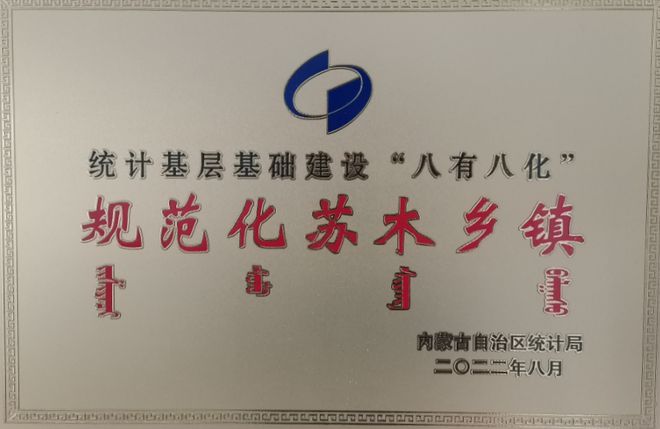 统计基层基础建设“八有八化”
规范化苏木乡镇
内蒙古自治区统计局
二〇二二年八月